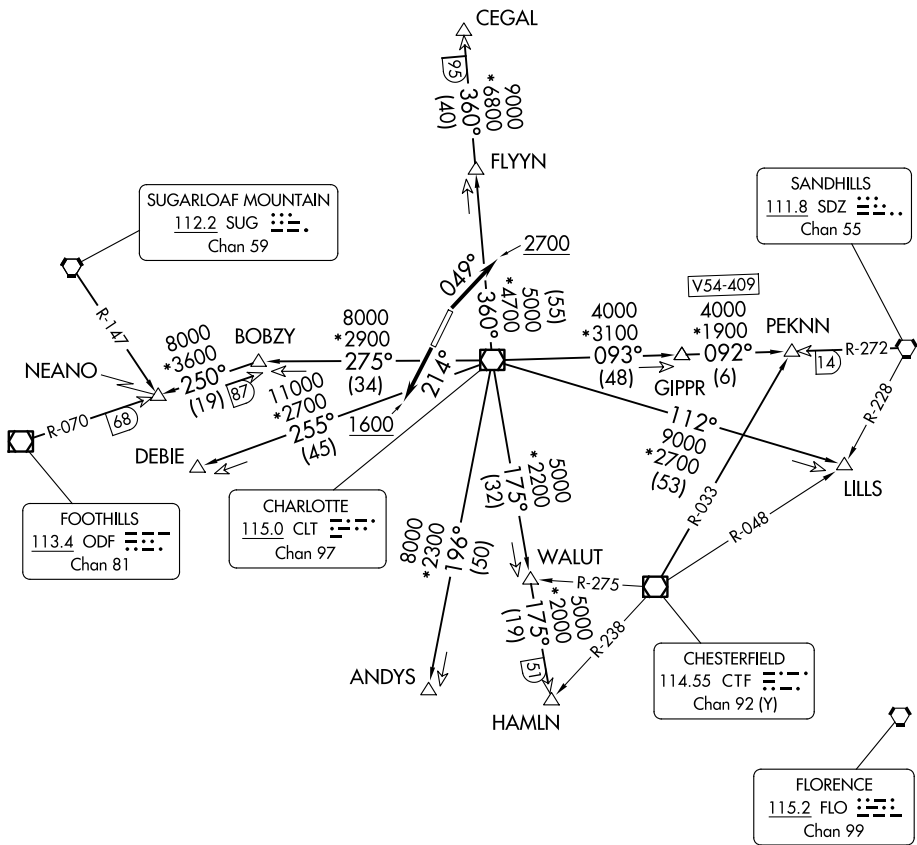 CEGAL
95
360°
9000
*6800
(40)
FLYYN
SUGARLOAF MOUNTAIN
112.2 SUG
Chan 59
SANDHILLS
111.8 SDZ
Chan 55
2700
049°
360°
5000
*4700
(55)
V54-409
R-147
8000
*3600
250°
(19)
BOBZY
87
8000
*2900
275°
(34)
4000
*3100
093°
(48)
GIPPR
4000
*1900
092°
(6)
PEKNN
14
R-272
NEANO
R-070
68
214°
1600
11000
*2700
255°
(45)
DEBIE
112°
9000
*2700
(53)
R-228
LILLS
FOOTHILLS
113.4 ODF
Chan 81
CHARLOTTE
115.0 CLT
Chan 97
5000
*2200
175°
(32)
R-033
R-048
8000
*2300
196°
(50)
WALUT
R-275
5000
*2000
175°
(19)
51
R-238
ANDYS
HAMLN
CHESTERFIELD
114.55 CTF
Chan 92 (Y)
FLORENCE
115.2 FLO
Chan 99